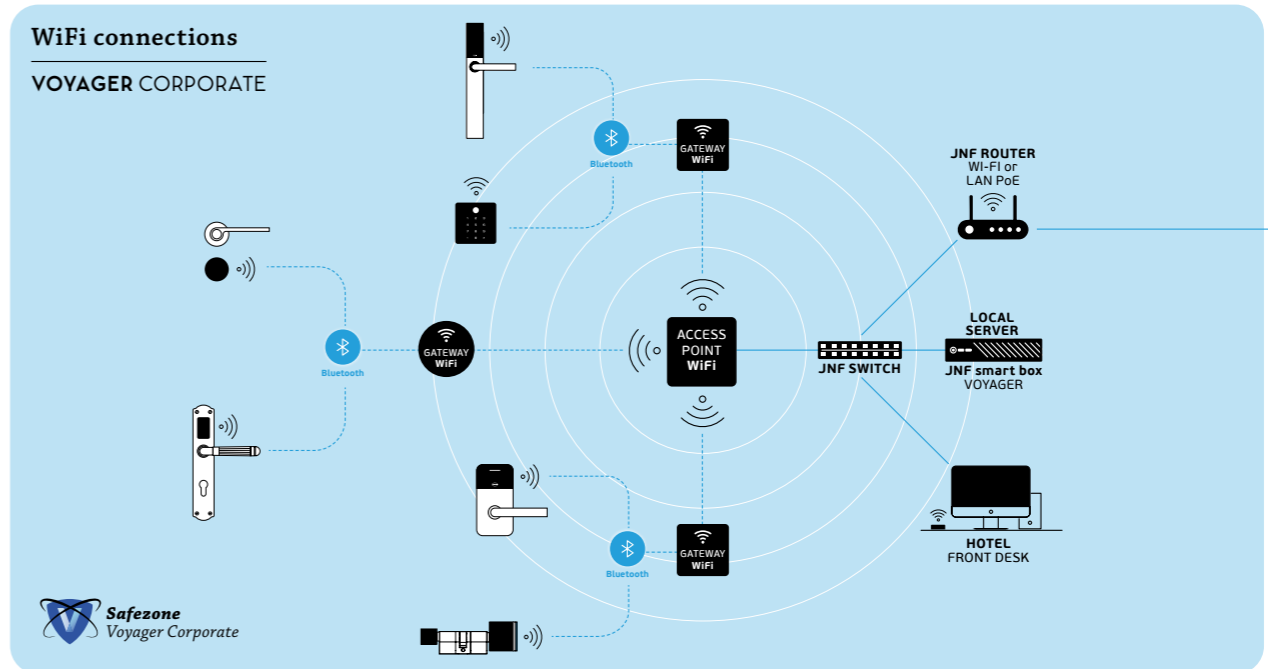 WiFi connections
VOYAGER CORPORATE
GATEWAY
WiFi
Bluetooth
JNF ROUTER
WI-FI or
LAN PoE
ACCESS
POINT
WiFi
GATEWAY
WiFi
Bluetooth
JNF SWITCH
LOCAL
SERVER
JNF smart box
VOYAGER
GATEWAY
WiFi
Bluetooth
HOTEL
FRONT DESK
V
Safezone
Voyager Corporate